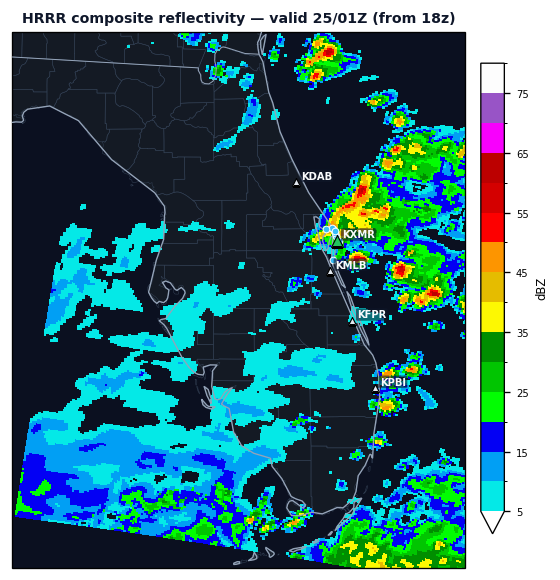 HRRR composite reflectivity — valid 25/01Z (from 18z)
KDAB
KXMR
KMLB
KFPR
KPBI
75
65
55
45
35
25
15
5
dBZ